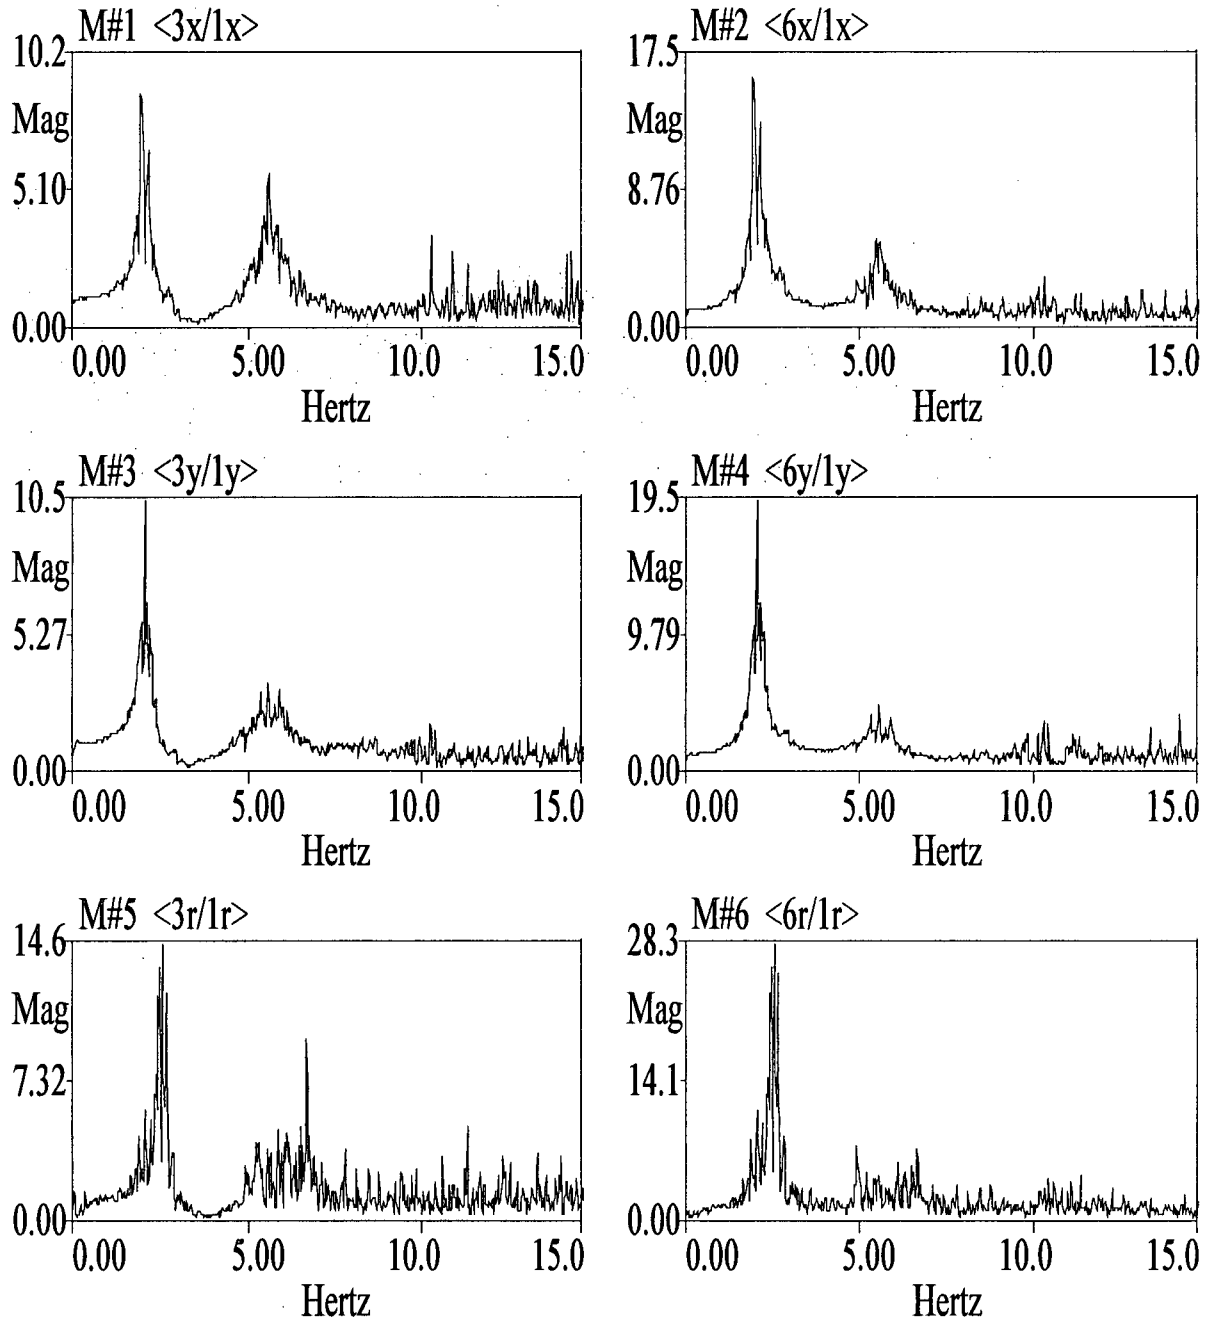 M#1 <3x/1x>
10.2
Mag
5.10
0.00
0.00 5.00 10.0 15.0
Hertz
M#2 <6x/1x>
17.5
Mag
8.76
0.00
0.00 5.00 10.0 15.0
Hertz
M#3 <3y/1y>
10.5
Mag
5.27
0.00
0.00 5.00 10.0 15.0
Hertz
M#4 <6y/1y>
19.5
Mag
9.79
0.00
0.00 5.00 10.0 15.0
Hertz
M#5 <3r/1r>
14.6
Mag
7.32
0.00
0.00 5.00 10.0 15.0
Hertz
M#6 <6r/1r>
28.3
Mag
14.1
0.00
0.00 5.00 10.0 15.0
Hertz